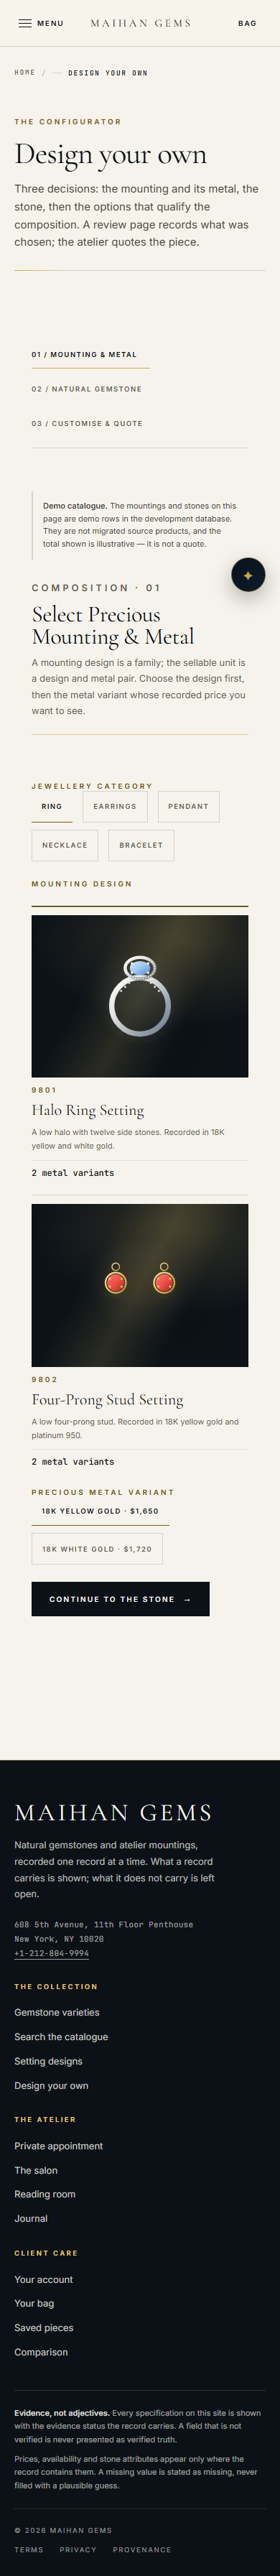 MENU
MAIHAN GEMS
BAG
HOME / — DESIGN YOUR OWN
THE CONFIGURATOR
Design your own
Three decisions: the mounting and its metal, the
stone, then the options that qualify the
composition. A review page records what was
chosen; the atelier quotes the piece.
01 / MOUNTING & METAL
02 / NATURAL GEMSTONE
03 / CUSTOMISE & QUOTE
Demo catalogue. The mountings and stones on this
page are demo rows in the development database.
They are not migrated source products, and the
total shown is illustrative — it is not a quote.
COMPOSITION · 01
Select Precious
Mounting & Metal
A mounting design is a family; the sellable unit is
a design and metal pair. Choose the design first,
then the metal variant whose recorded price you
want to see.
JEWELLERY CATEGORY
RING
EARRINGS
PENDANT
NECKLACE
BRACELET
MOUNTING DESIGN
9801
Halo Ring Setting
A low halo with twelve side stones. Recorded in 18K
yellow and white gold.
2 metal variants
9802
Four-Prong Stud Setting
A low four-prong stud. Recorded in 18K yellow gold and
platinum 950.
2 metal variants
PRECIOUS METAL VARIANT
18K YELLOW GOLD · $1,650
18K WHITE GOLD · $1,720
CONTINUE TO THE STONE →
MAIHAN GEMS
Natural gemstones and atelier mountings,
recorded one record at a time. What a record
carries is shown; what it does not carry is left
open.
608 5th Avenue, 11th Floor Penthouse
New York, NY 10020
+1-212-804-9994
THE COLLECTION
Gemstone varieties
Search the catalogue
Setting designs
Design your own
THE ATELIER
Private appointment
The salon
Reading room
Journal
CLIENT CARE
Your account
Your bag
Saved pieces
Comparison
Evidence, not adjectives. Every specification on this site is shown
with the evidence status the record carries. A field that is not
verified is never presented as verified truth.
Prices, availability and stone attributes appear only where the
record contains them. A missing value is stated as missing, never
filled with a plausible guess.
© 2026 MAIHAN GEMS
TERMS
PRIVACY
PROVENANCE